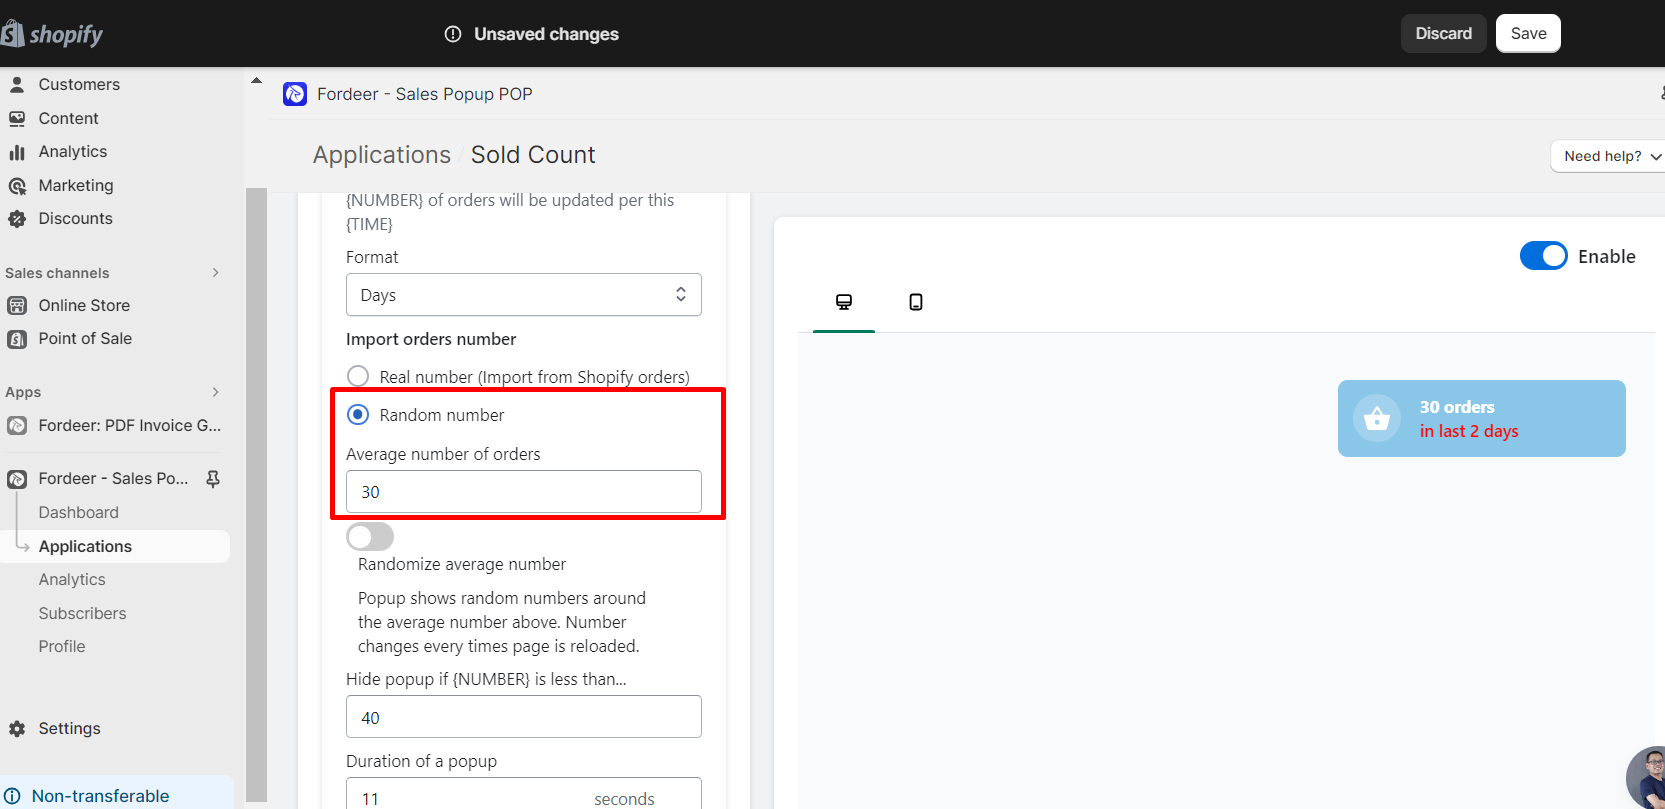 shopify
Unsaved changes
Discard
Save
Customers
Content
Analytics
Marketing
Discounts
Sales channels
Online Store
Point of Sale
Apps
Fordeer: PDF Invoice G...
Fordeer - Sales Po...
Dashboard
Applications
Analytics
Subscribers
Profile
Settings
Non-transferable
Fordeer - Sales Popup POP
Applications / Sold Count
Need help?
{NUMBER} of orders will be updated per this
{TIME}
Format
Days
Import orders number
Real number (Import from Shopify orders)
Random number
Average number of orders
30
Randomize average number
Popup shows random numbers around
the average number above. Number
changes every times page is reloaded.
Hide popup if {NUMBER} is less than...
40
Duration of a popup
11 seconds
Enable
30 orders
in last 2 days